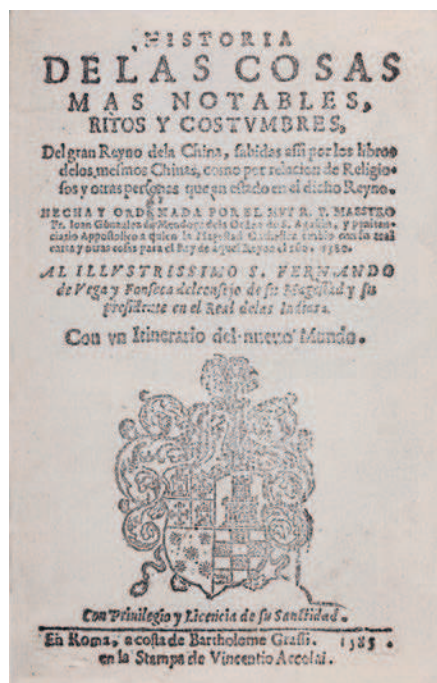 HISTORIA
DE LAS COSAS
MAS NOTABLES,
RITOS Y COSTVMBRES,
Del gran Reyno dela China, sabidas assi por los libros
delos mesmos Chinas, como por relacion de Religio-
sos y otras personas que an estado en el dicho Reyno.
HECHA Y ORDENADA POR EL MVY R. P. MAESTRO
Fr. Ioan Gonzalez de Mendoça dela Orden de S. Agustin, y peniten-
ciario Appostolico a quien la Magestad Catholica embio con su real
carta y otras cosas para el Rey de aquel Reyno el año. 1580.
AL ILLVSTRISSIMO S. FERNANDO
de Vega y Fonseca del consejo de su Magestad y su
presidente en el Real delas Indias.
Con vn Itinerario del nueuo Mundo.
Con Priuilegio y Licencia de su Sanctidad.
En Roma, a costa de Bartholome Grassi. 1585.
en la Stampa de Vincentio Accolti.